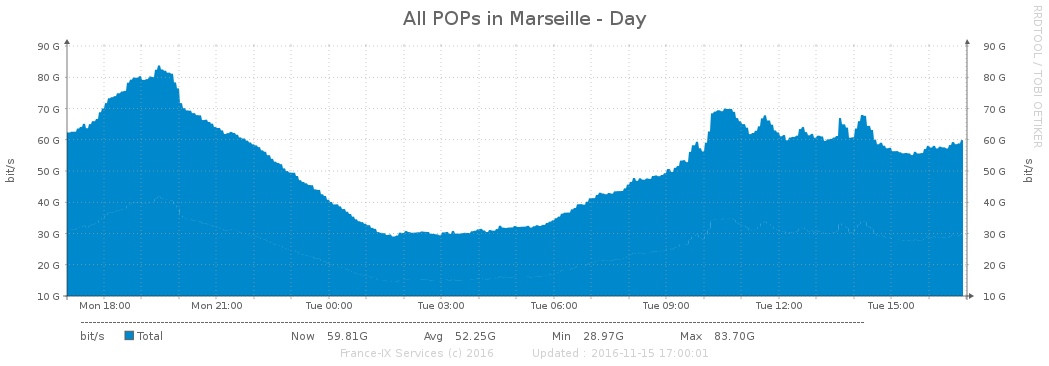 All POPs in Marseille - Day
RRDTOOL / TOBI OETIKER
bit/s
90 G 90 G
80 G 80 G
70 G 70 G
60 G 60 G
50 G 50 G
40 G 40 G
30 G 30 G
20 G 20 G
10 G 10 G
bit/s
Mon 18:00 Mon 21:00 Tue 00:00 Tue 03:00 Tue 06:00 Tue 09:00 Tue 12:00 Tue 15:00
bit/s Total Now 59.81G Avg 52.25G Min 28.97G Max 83.70G
France-IX Services (c) 2016 Updated : 2016-11-15 17:00:01